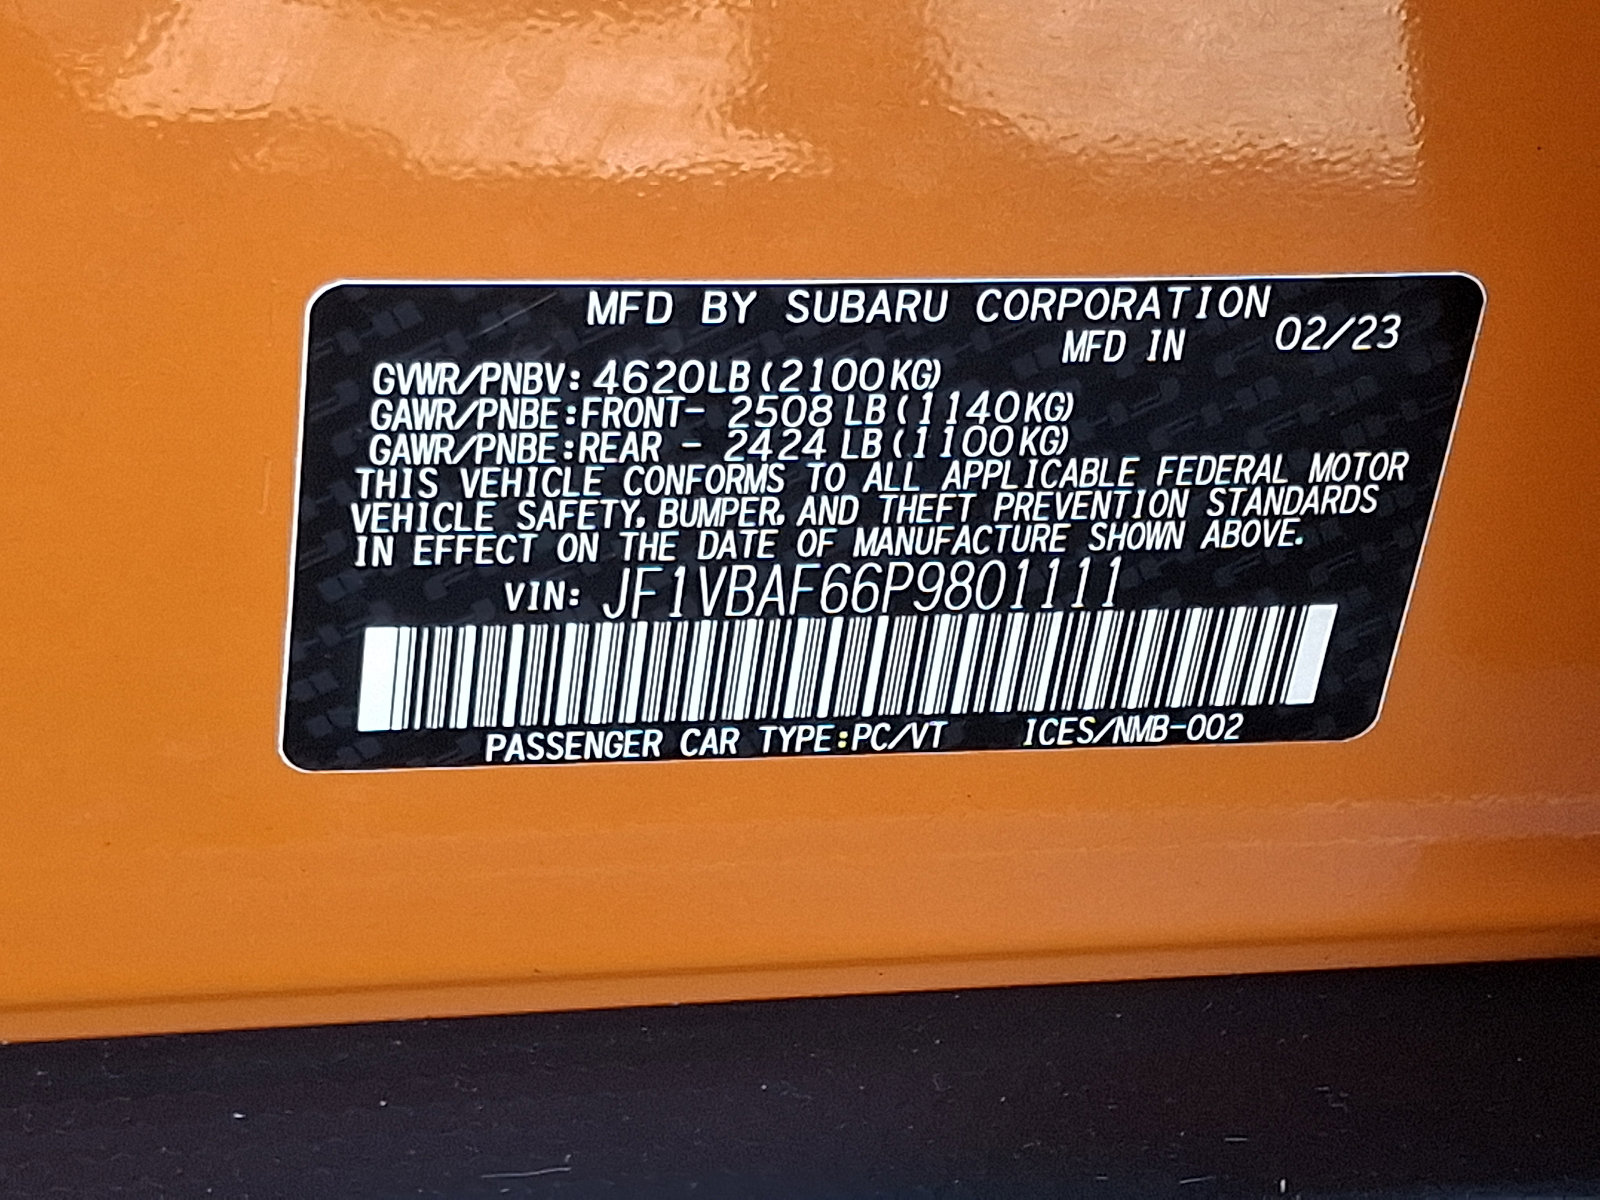 MFD BY SUBARU CORPORATION
MFD IN 02/23
GVWR/PNBV: 4620LB(2100KG)
GAWR/PNBE:FRONT- 2508 LB(1140KG)
GAWR/PNBE:REAR - 2424 LB(1100KG)
THIS VEHICLE CONFORMS TO ALL APPLICABLE FEDERAL MOTOR
VEHICLE SAFETY, BUMPER, AND THEFT PREVENTION STANDARDS
IN EFFECT ON THE DATE OF MANUFACTURE SHOWN ABOVE.
VIN: JF1VBAF66P9801111
PASSENGER CAR TYPE:PC/VT ICES/NMB-002